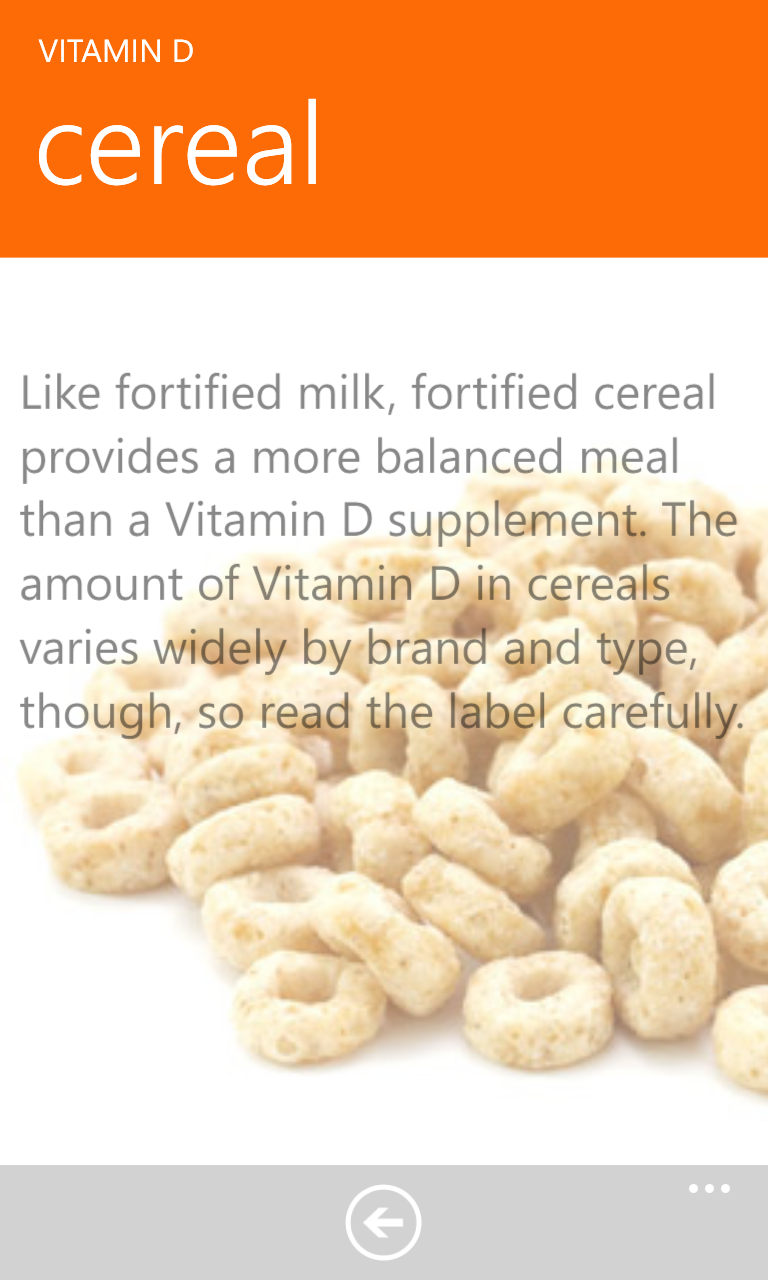 VITAMIN D
cereal
Like fortified milk, fortified cereal
provides a more balanced meal
than a Vitamin D supplement. The
amount of Vitamin D in cereals
varies widely by brand and type,
though, so read the label carefully.